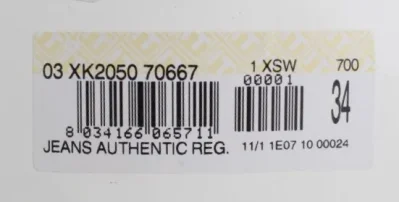 03 XK2050 70667 1 XSW 700
00001
34
8 034166 065711
JEANS AUTHENTIC REG. 11/1 1E07 10 00024